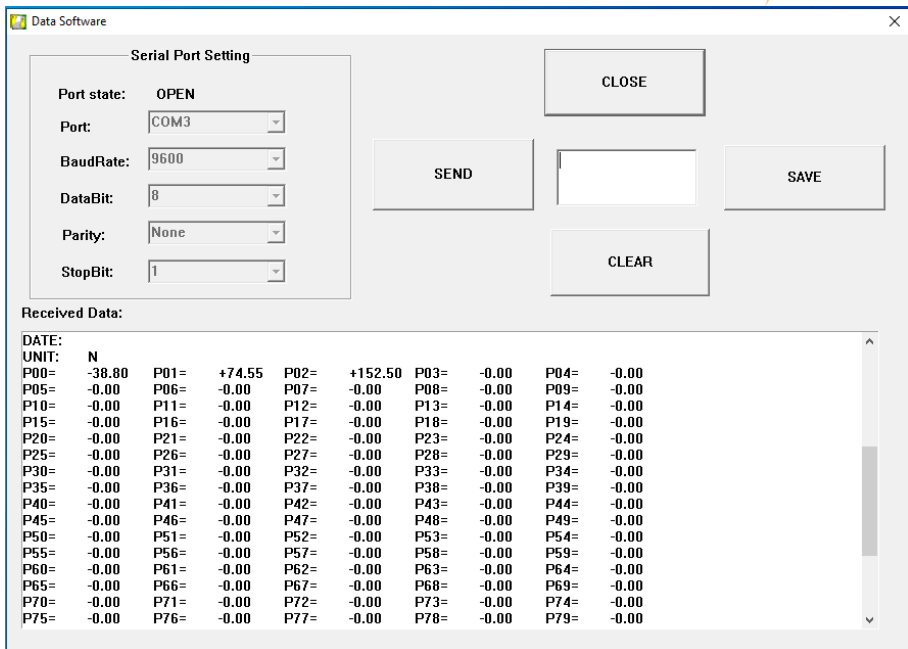 Data Software
Serial Port Setting
Port state: OPEN
Port: COM3
BaudRate: 9600
DataBit: 8
Parity: None
StopBit: 1
CLOSE
SEND
SAVE
CLEAR
Received Data:
DATE:
UNIT: N
P00= -38.80 P01= +74.55 P02= +152.50 P03= -0.00 P04= -0.00
P05= -0.00 P06= -0.00 P07= -0.00 P08= -0.00 P09= -0.00
P10= -0.00 P11= -0.00 P12= -0.00 P13= -0.00 P14= -0.00
P15= -0.00 P16= -0.00 P17= -0.00 P18= -0.00 P19= -0.00
P20= -0.00 P21= -0.00 P22= -0.00 P23= -0.00 P24= -0.00
P25= -0.00 P26= -0.00 P27= -0.00 P28= -0.00 P29= -0.00
P30= -0.00 P31= -0.00 P32= -0.00 P33= -0.00 P34= -0.00
P35= -0.00 P36= -0.00 P37= -0.00 P38= -0.00 P39= -0.00
P40= -0.00 P41= -0.00 P42= -0.00 P43= -0.00 P44= -0.00
P45= -0.00 P46= -0.00 P47= -0.00 P48= -0.00 P49= -0.00
P50= -0.00 P51= -0.00 P52= -0.00 P53= -0.00 P54= -0.00
P55= -0.00 P56= -0.00 P57= -0.00 P58= -0.00 P59= -0.00
P60= -0.00 P61= -0.00 P62= -0.00 P63= -0.00 P64= -0.00
P65= -0.00 P66= -0.00 P67= -0.00 P68= -0.00 P69= -0.00
P70= -0.00 P71= -0.00 P72= -0.00 P73= -0.00 P74= -0.00
P75= -0.00 P76= -0.00 P77= -0.00 P78= -0.00 P79= -0.00